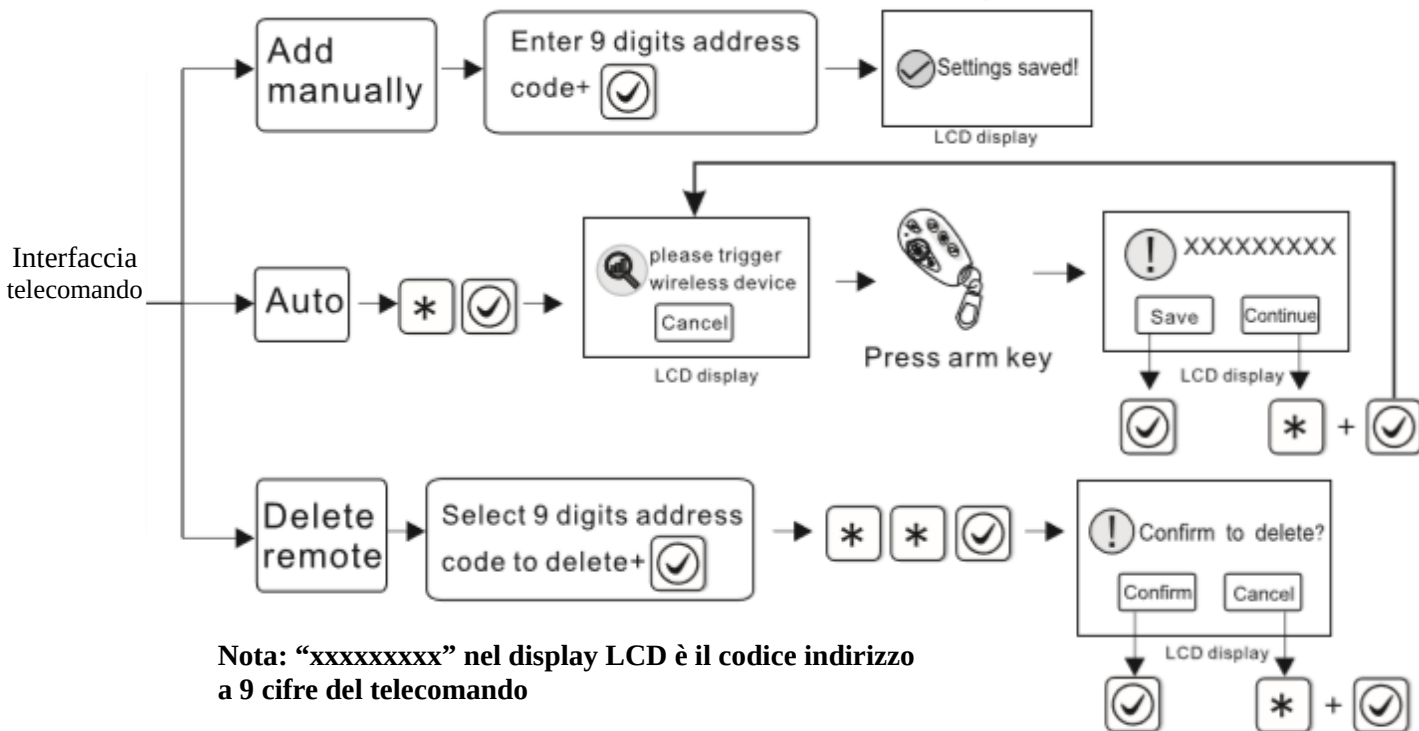 Interfaccia
telecomando
Add
manually
Enter 9 digits address
code+
Settings saved!
LCD display
Auto
*
please trigger
wireless device
Cancel
LCD display
Press arm key
!
XXXXXXXXX
Save
Continue
LCD display
* +
Delete
remote
Select 9 digits address
code to delete+
* *
!
Confirm to delete?
Confirm
Cancel
LCD display
* +
Nota: “xxxxxxxxx” nel display LCD è il codice indirizzo
a 9 cifre del telecomando